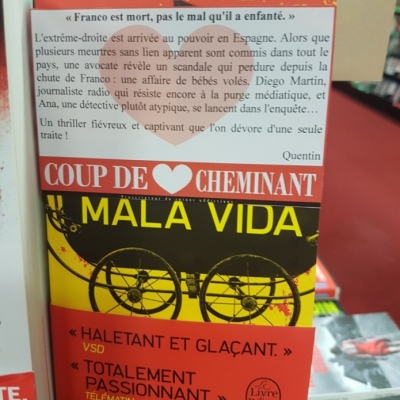 « Franco est mort, pas le mal qu'il a enfanté. »
L'extrême-droite est arrivée au pouvoir en Espagne. Alors que
plusieurs meurtres sans lien apparent sont commis dans tout le
pays, une avocate révèle un scandale qui perdure depuis la
chute de Franco : une affaire de bébés volés. Diego Martin,
journaliste radio qui résiste encore à la purge médiatique, et
Ana, une détective plutôt atypique, se lancent dans l'enquête…
Un thriller fiévreux et captivant que l'on dévore d'une seule
traite !
Quentin
COUP DE CHEMINANT
MALA VIDA
« HALETANT ET GLAÇANT. »
VSD
« TOTALEMENT
PASSIONNANT. »
TÉLÉMATIN
Le Livre
TE.